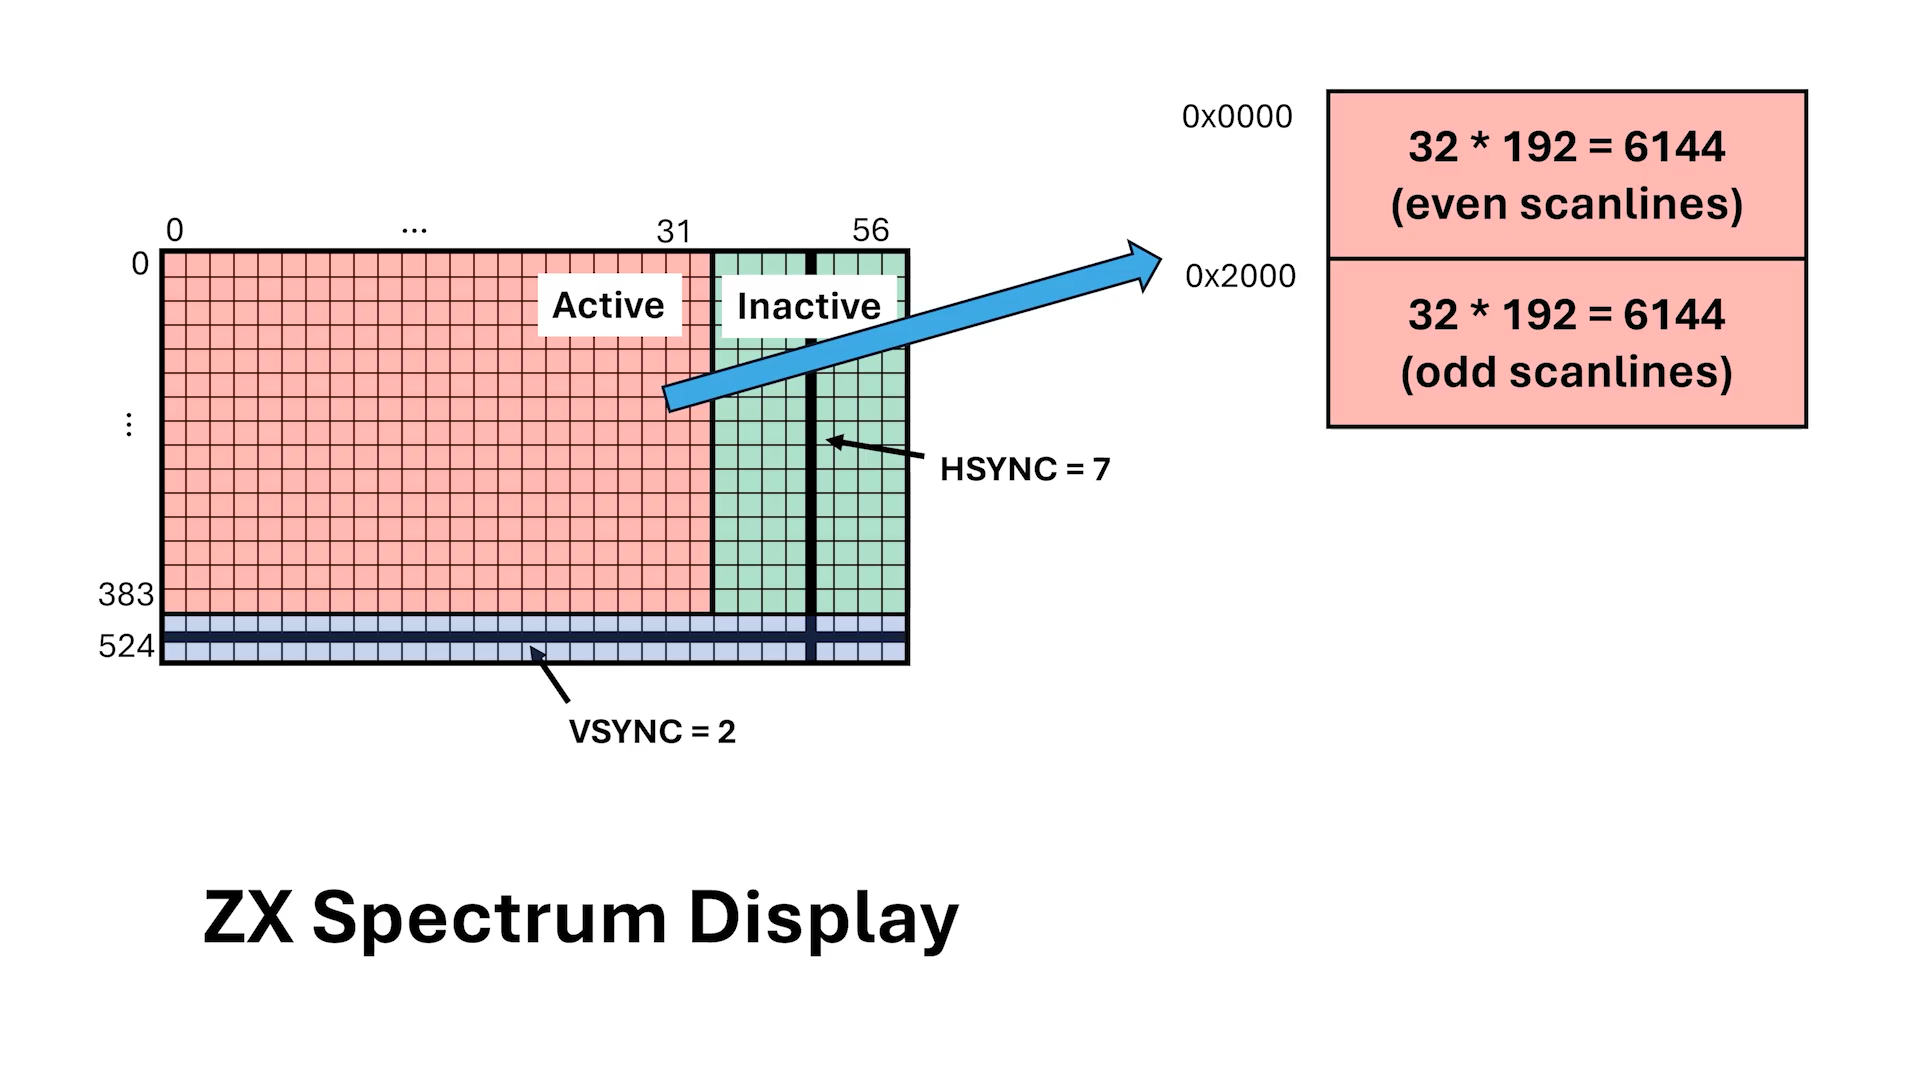 0x0000
32 * 192 = 6144
(even scanlines)
0x2000
32 * 192 = 6144
(odd scanlines)
0 ... 31 56
0
Active
Inactive
⋮
HSYNC = 7
383
524
VSYNC = 2
ZX Spectrum Display